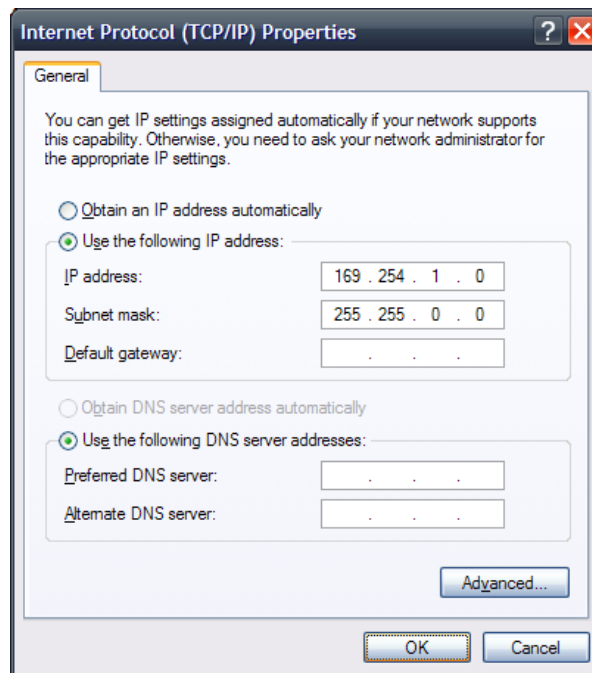 Internet Protocol (TCP/IP) Properties
General
You can get IP settings assigned automatically if your network supports
this capability. Otherwise, you need to ask your network administrator for
the appropriate IP settings.
Obtain an IP address automatically
Use the following IP address:
IP address: 169 . 254 . 1 . 0
Subnet mask: 255 . 255 . 0 . 0
Default gateway: . . .
Obtain DNS server address automatically
Use the following DNS server addresses:
Preferred DNS server: . . .
Alternate DNS server: . . .
Advanced...
OK Cancel